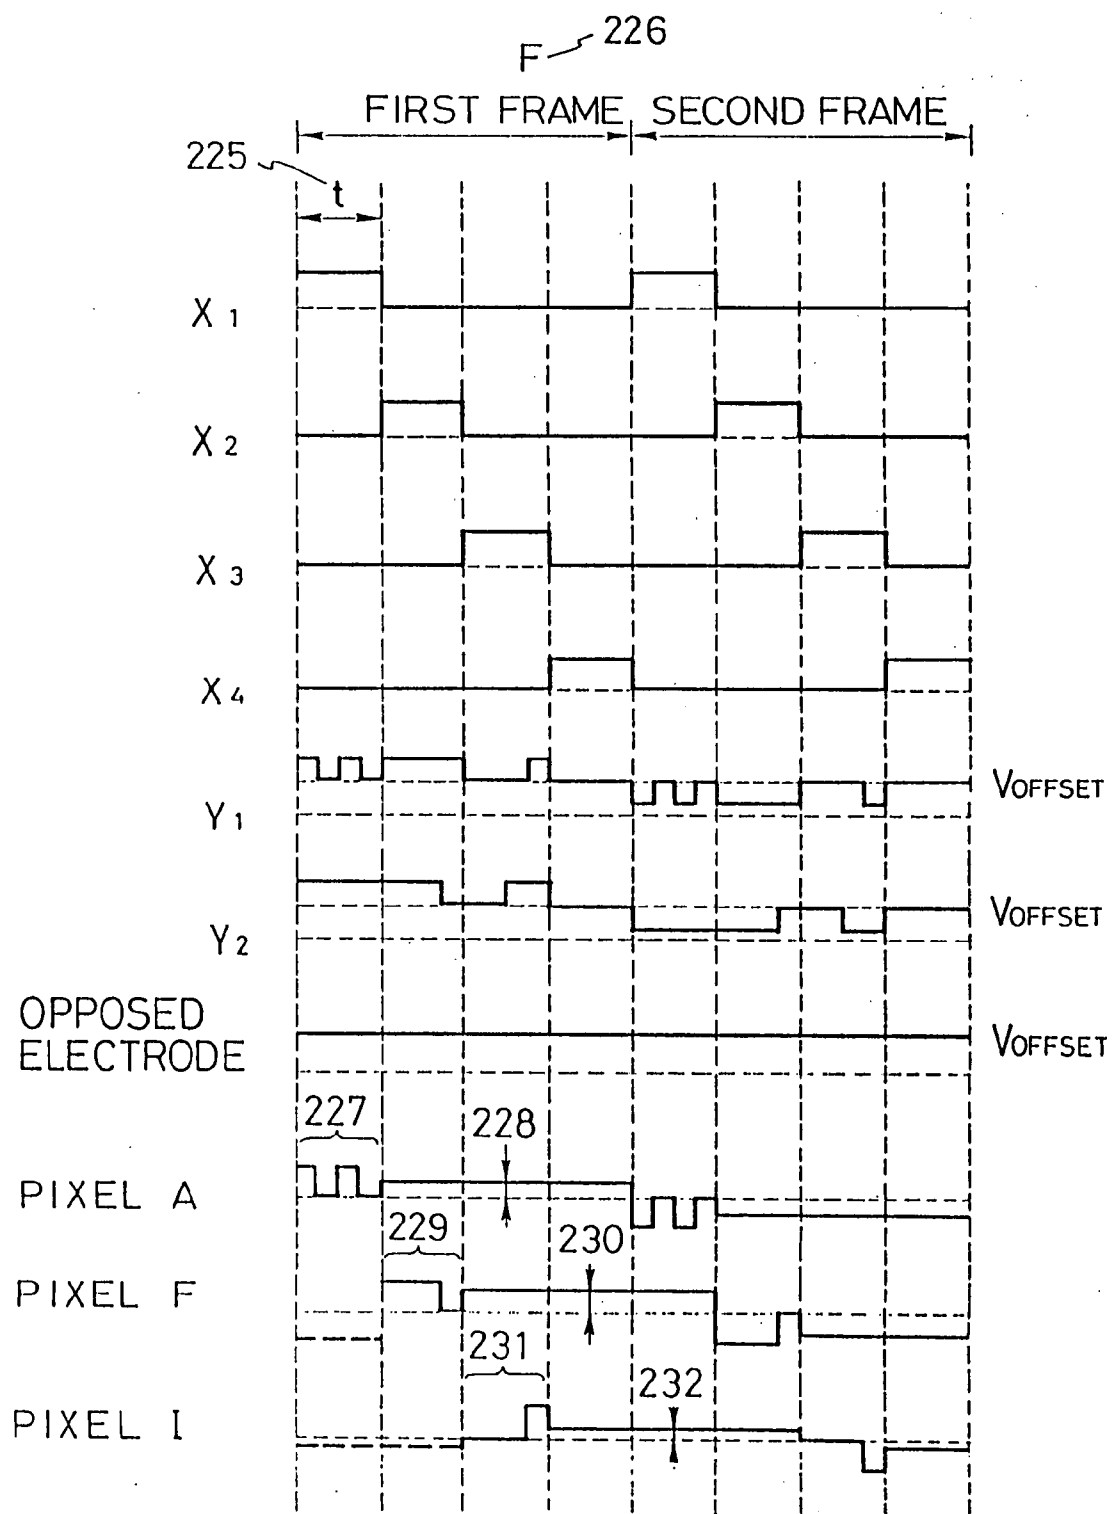 226
F
FIRST FRAME SECOND FRAME
225
t
X1
X2
X3
X4
Y1 VOFFSET
Y2 VOFFSET
OPPOSED
ELECTRODE VOFFSET
227 228
PIXEL A
229 230
PIXEL F
231 232
PIXEL I